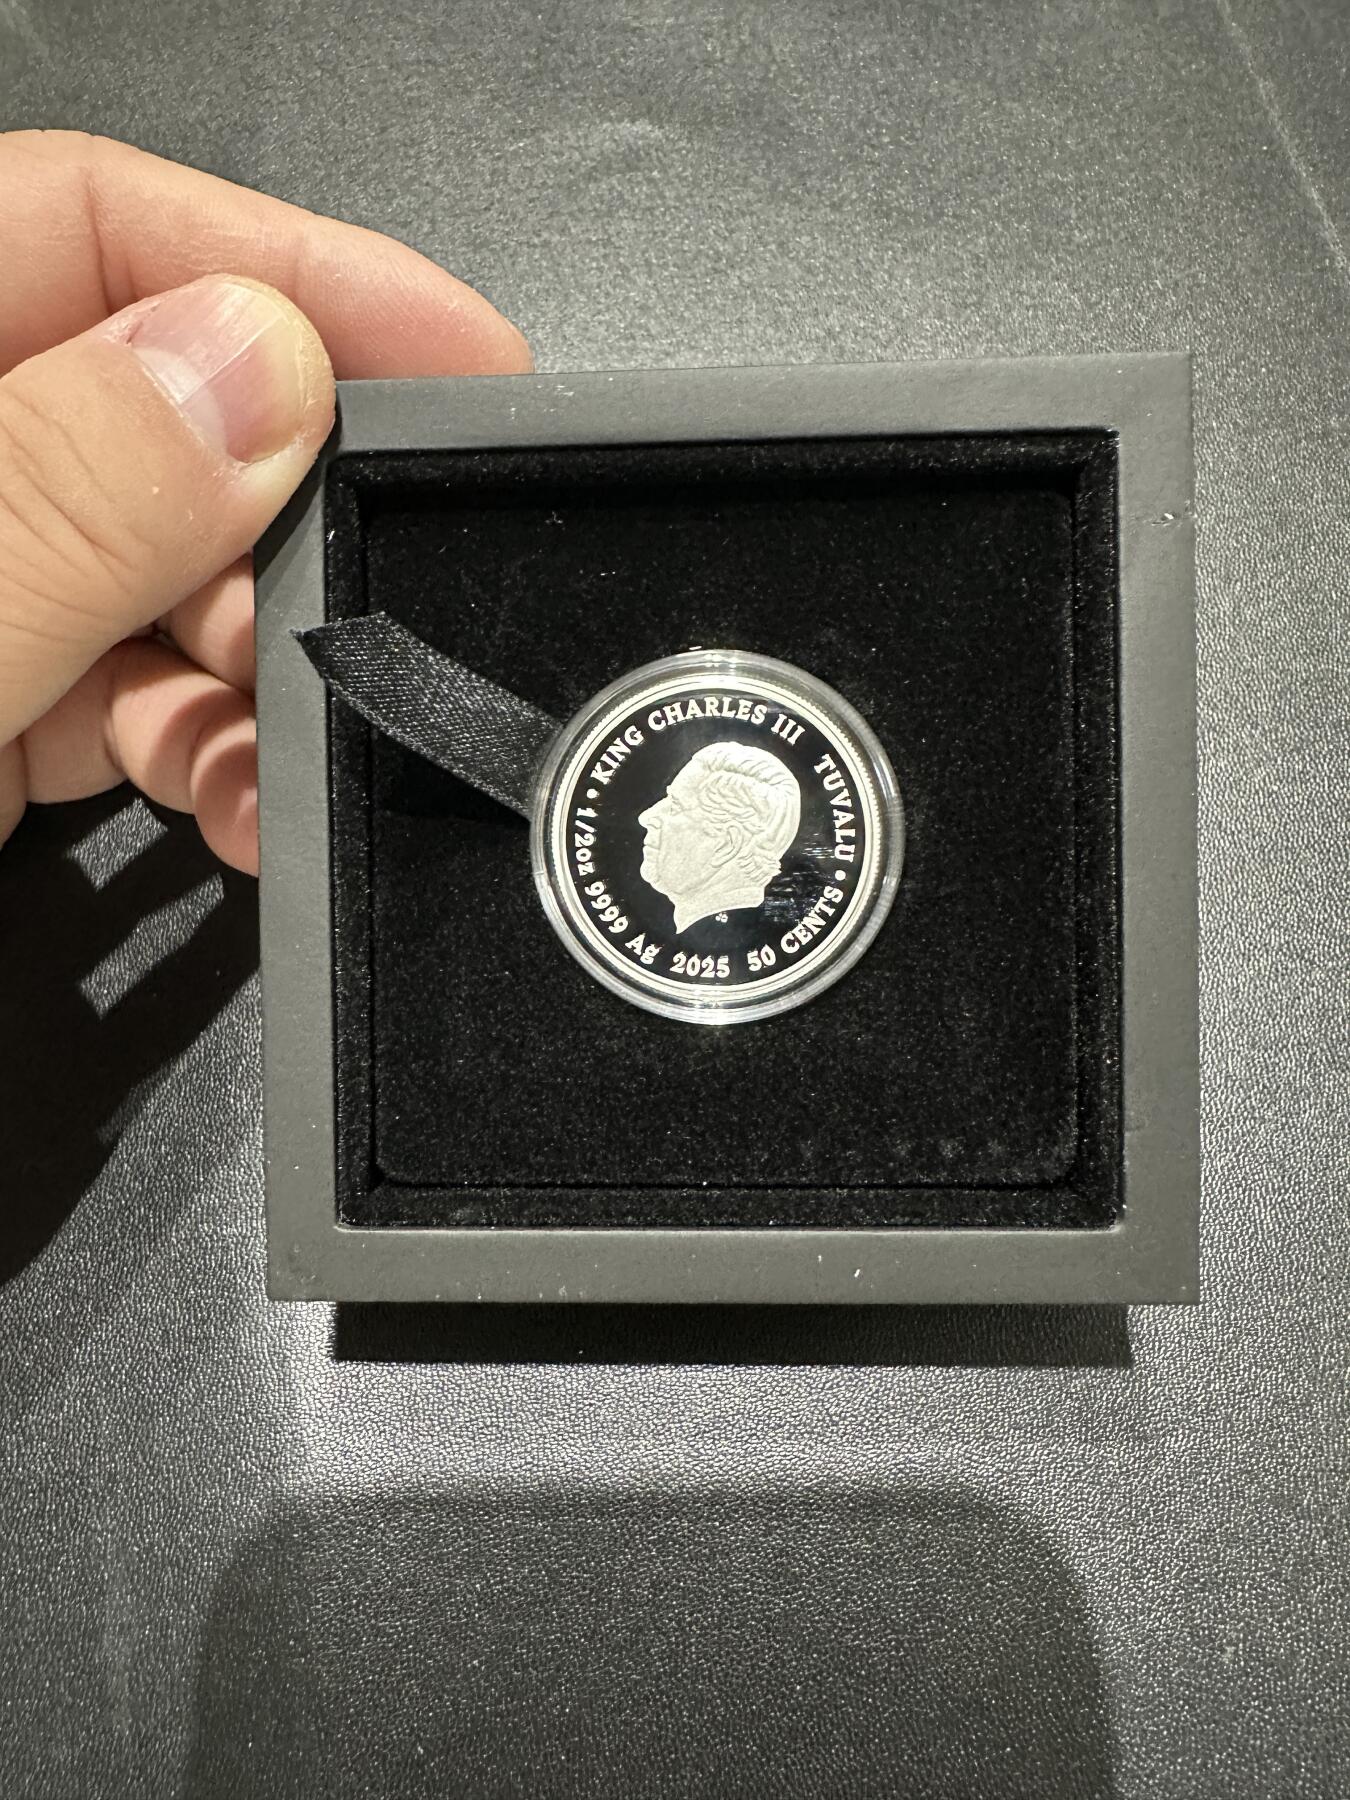 1/2oz 9999 Ag • KING CHARLES III TUVALU • 50 CENTS
2025